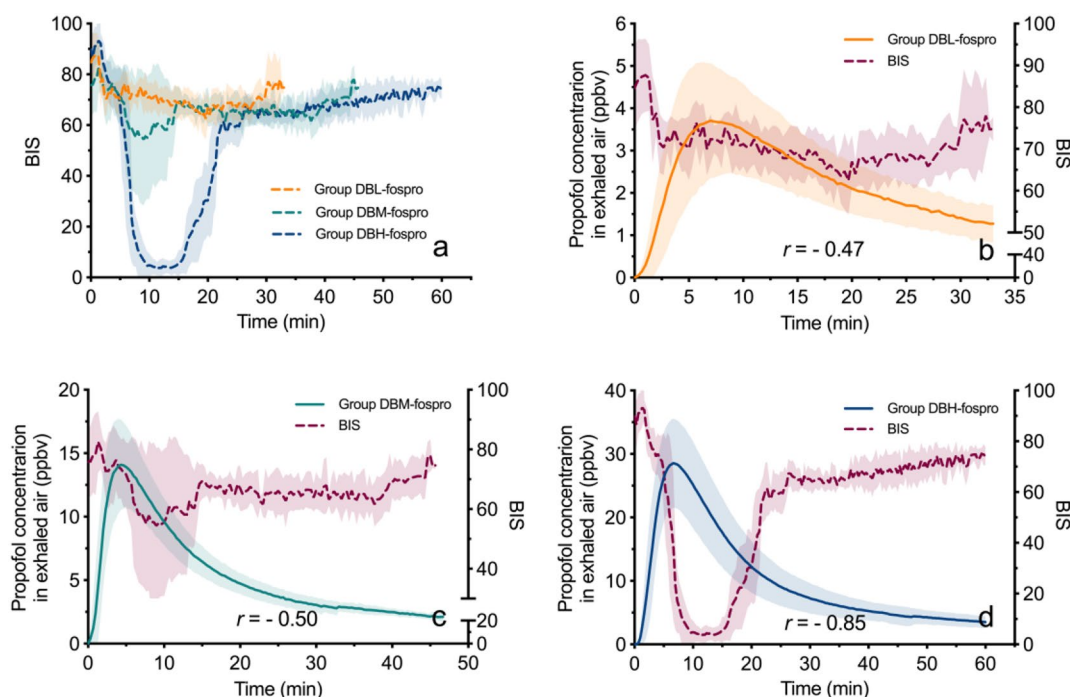 100
80
60
40
20
0
BIS
Group DBL-fospro
Group DBM-fospro
Group DBH-fospro
a
0 10 20 30 40 50 60
Time (min)
6
5
4
3
2
1
0
Propofol concentrarion
in exhaled air (ppbv)
Group DBL-fospro
BIS
r = - 0.47
b
100
90
80
70
60
50
40
0
BIS
0 5 10 15 20 25 30 35
Time (min)
20
15
10
5
0
Propofol concentrarion
in exhaled air (ppbv)
Group DBM-fospro
BIS
r = - 0.50
c
100
80
60
40
20
0
BIS
0 10 20 30 40 50
Time (min)
40
30
20
10
0
Propofol concentrarion
in exhaled air (ppbv)
Group DBH-fospro
BIS
r = - 0.85
d
100
80
60
40
20
0
BIS
0 10 20 30 40 50 60
Time (min)